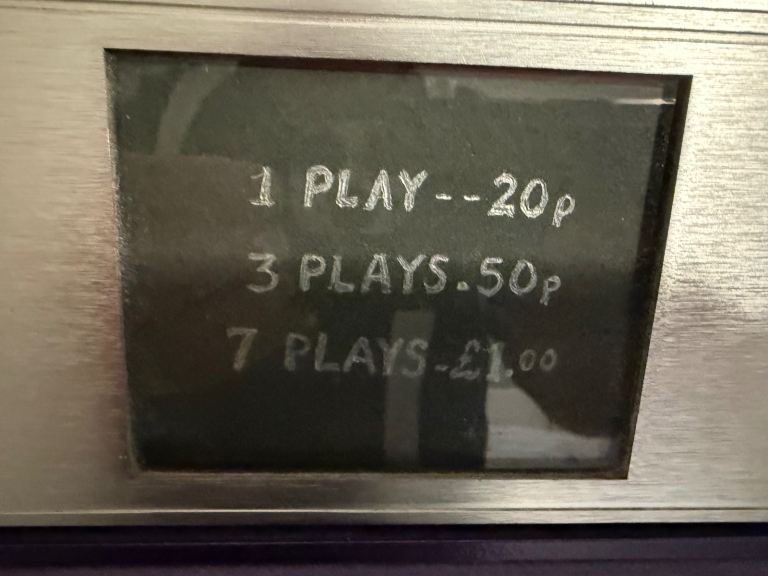 1 PLAY--20p
3 PLAYS.50p
7 PLAYS-£1.00